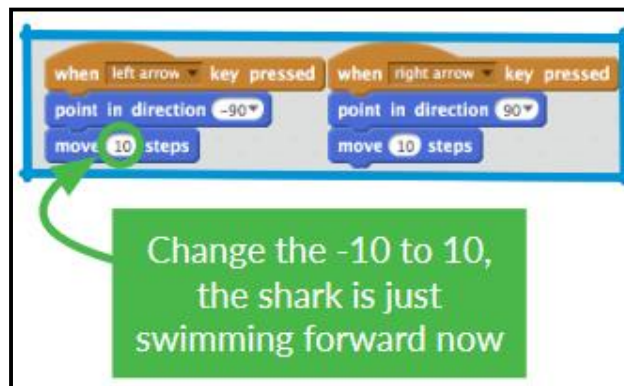 when left arrow key pressed
point in direction -90
move 10 steps
when right arrow key pressed
point in direction 90
move 10 steps
Change the -10 to 10,
the shark is just
swimming forward now